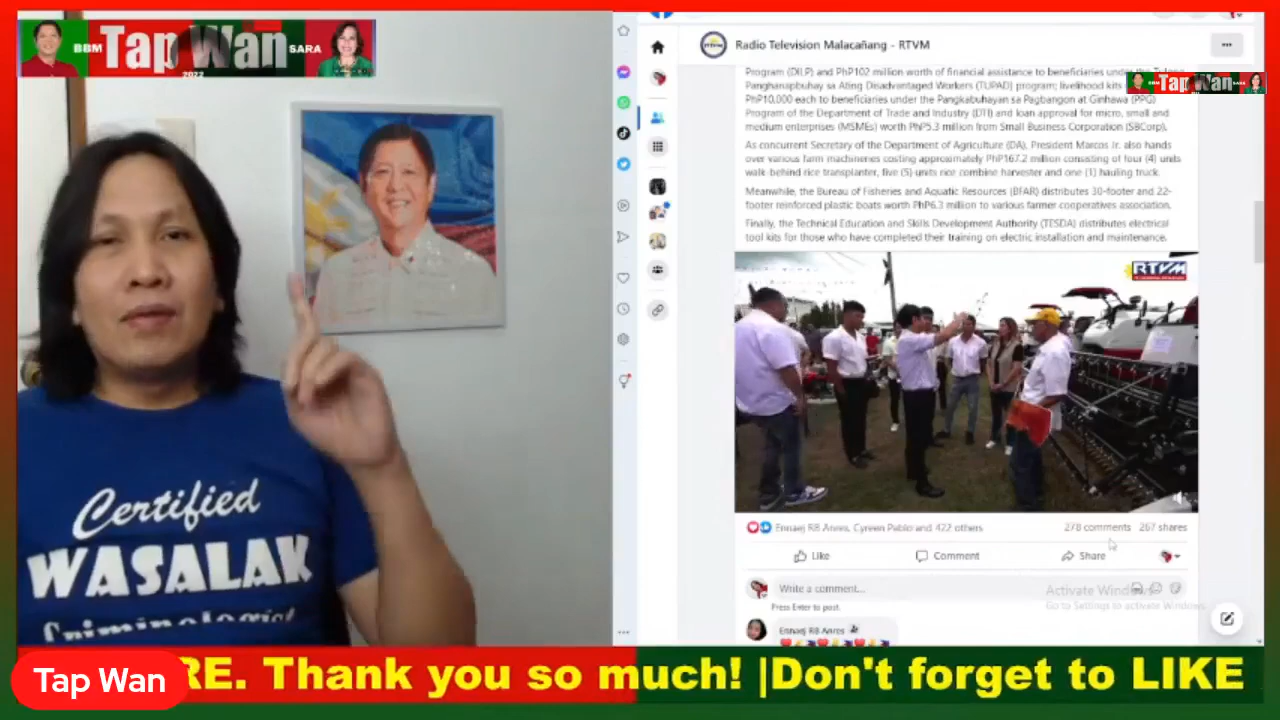 BBM Tap Wan SARA
2022
Certified
WASALAK
Criminologist
Radio Television Malacañang - RTVM
Program (DILP) and PhP102 million worth of financial assistance to beneficiaries under the Tulong
Panghanapbuhay sa Ating Disadvantaged Workers (TUPAD) program; livelihood kits
PhP10,000 each to beneficiaries under the Pangkabuhayan sa Pagbangon at Ginhawa (PPG)
Program of the Department of Trade and Industry (DTI) and loan approval for micro, small and
medium enterprises (MSMEs) worth PhP5.3 million from Small Business Corporation (SBCorp).
As concurrent Secretary of the Department of Agriculture (DA), President Marcos Jr. also hands
over various farm machineries costing approximately PhP167.2 million consisting of four (4) units
walk-behind rice transplanter, five (5) units rice combine harvester and one (1) hauling truck.
Meanwhile, the Bureau of Fisheries and Aquatic Resources (BFAR) distributes 30-footer and 22-
footer reinforced plastic boats worth PhP6.3 million to various farmer cooperatives association.
Finally, the Technical Education and Skills Development Authority (TESDA) distributes electrical
tool kits for those who have completed their training on electric installation and maintenance.
BBM Tap Wan SARA
RTVM
Ennaej RB Anres, Cyreen Pablo and 422 others
278 comments 267 shares
Like Comment Share
Write a comment...
Press Enter to post.
Activate Windows
Go to Settings to activate Windows
Ennaej RB Anres
Tap Wan
RE. Thank you so much! |Don't forget to LIKE